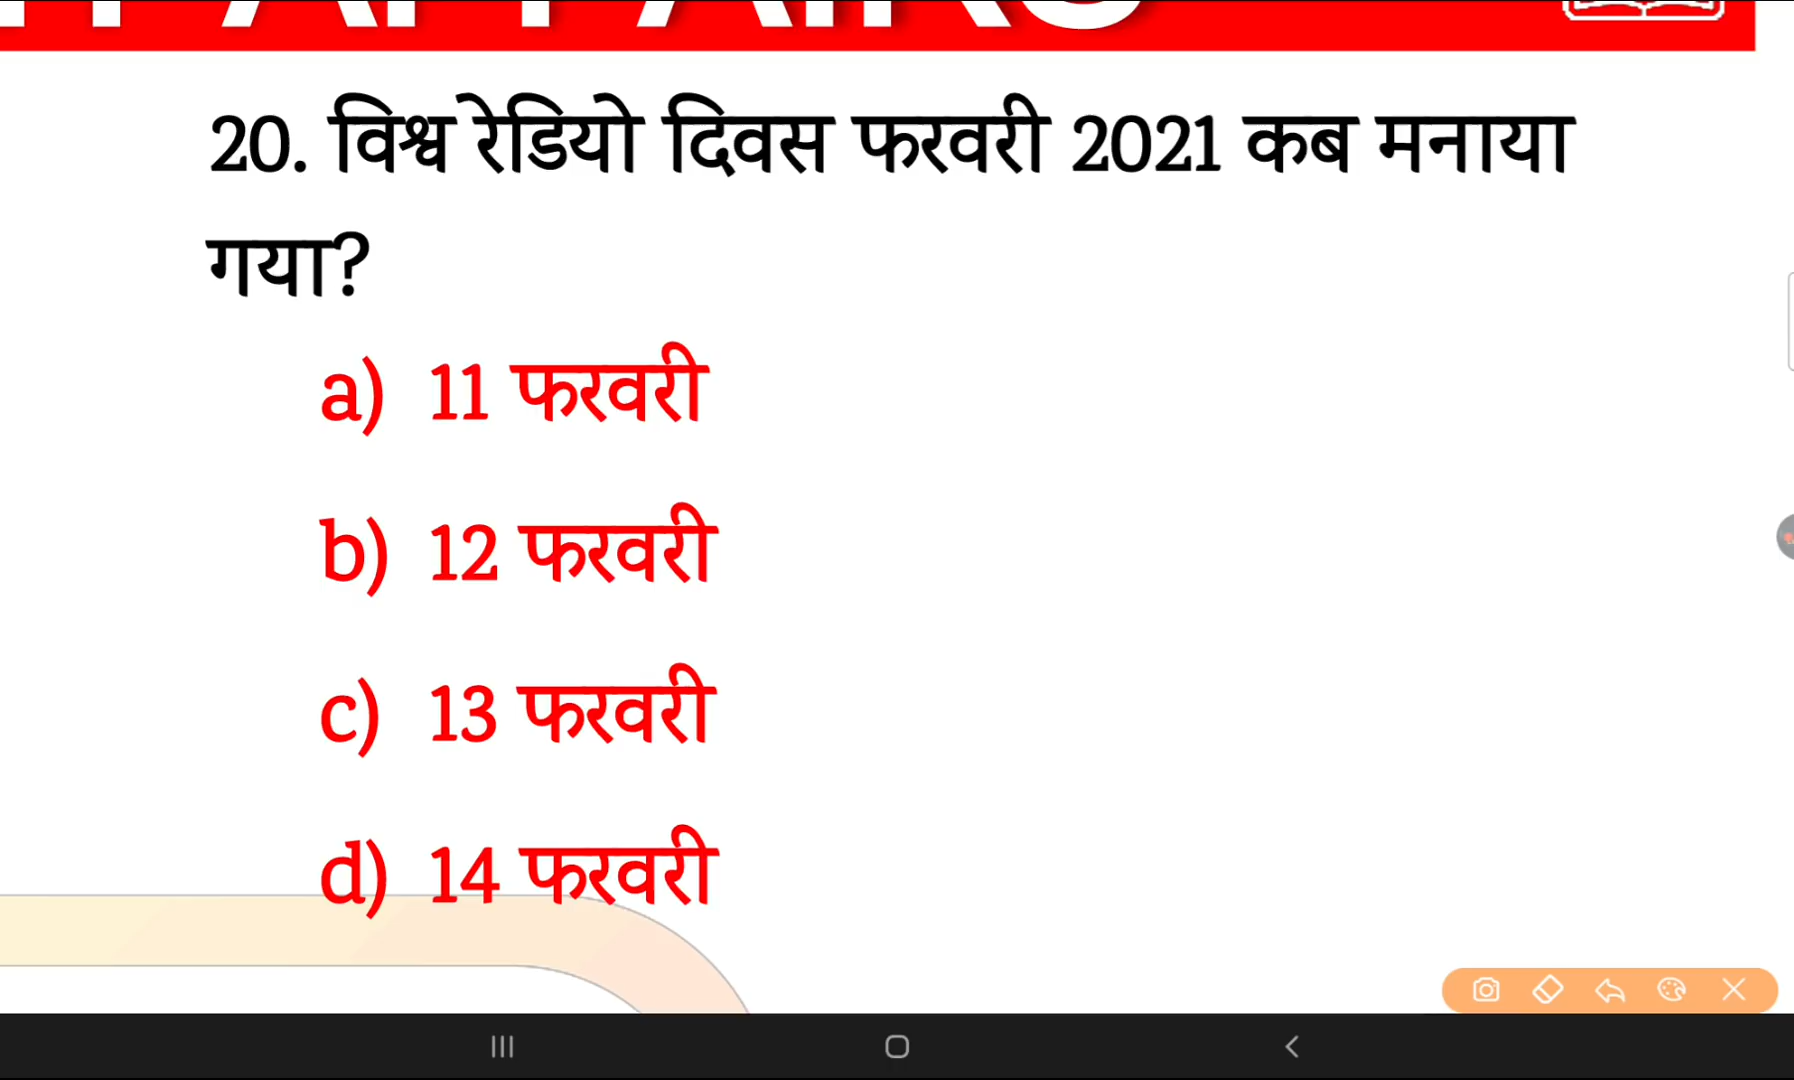 20. विश्व रेडियो दिवस फरवरी 2021 कब मनाया
गया?
a) 11 फरवरी
b) 12 फरवरी
c) 13 फरवरी
d) 14 फरवरी